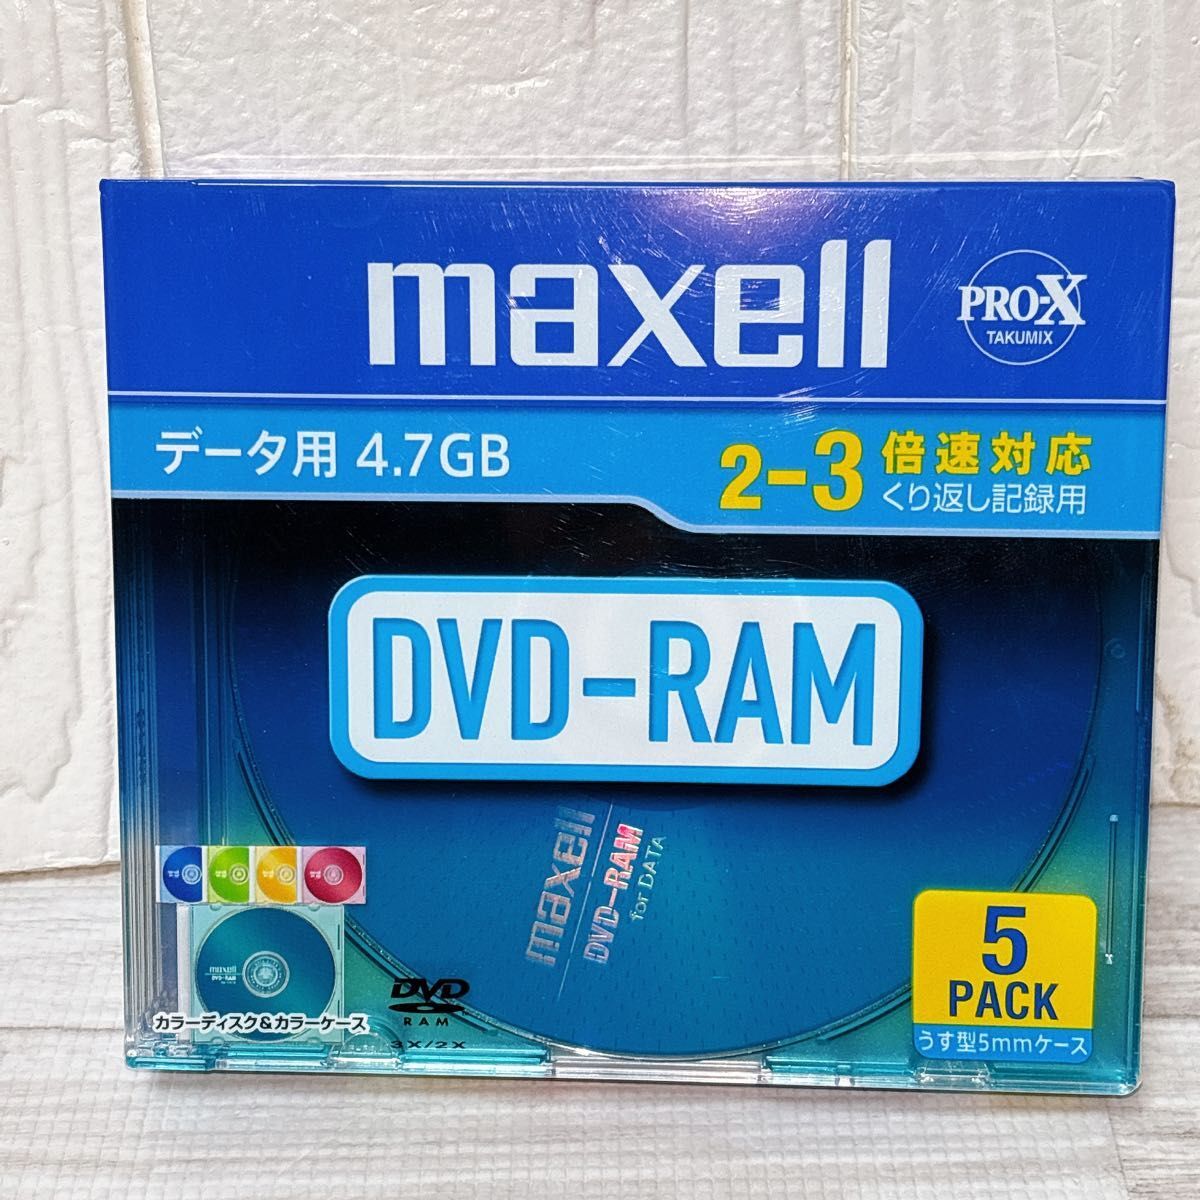 maxell
PRO-X
TAKUMIX
データ用 4.7GB
2-3 倍速対応
くり返し記録用
DVD-RAM
maxell
DVD-RAM
for DATA
maxell
DVD-RAM
カラーディスク&カラーケース
DVD
RAM
3X/2X
5
PACK
うす型5mmケース